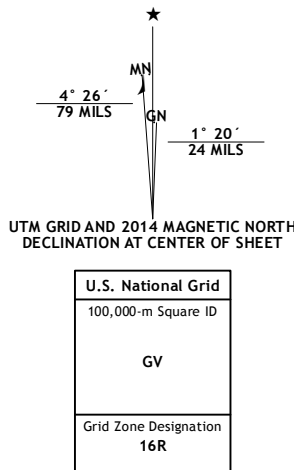 MN
GN
4° 26´
79 MILS
1° 20´
24 MILS
UTM GRID AND 2014 MAGNETIC NORTH
DECLINATION AT CENTER OF SHEET
U.S. National Grid
100,000-m Square ID
GV
Grid Zone Designation
16R